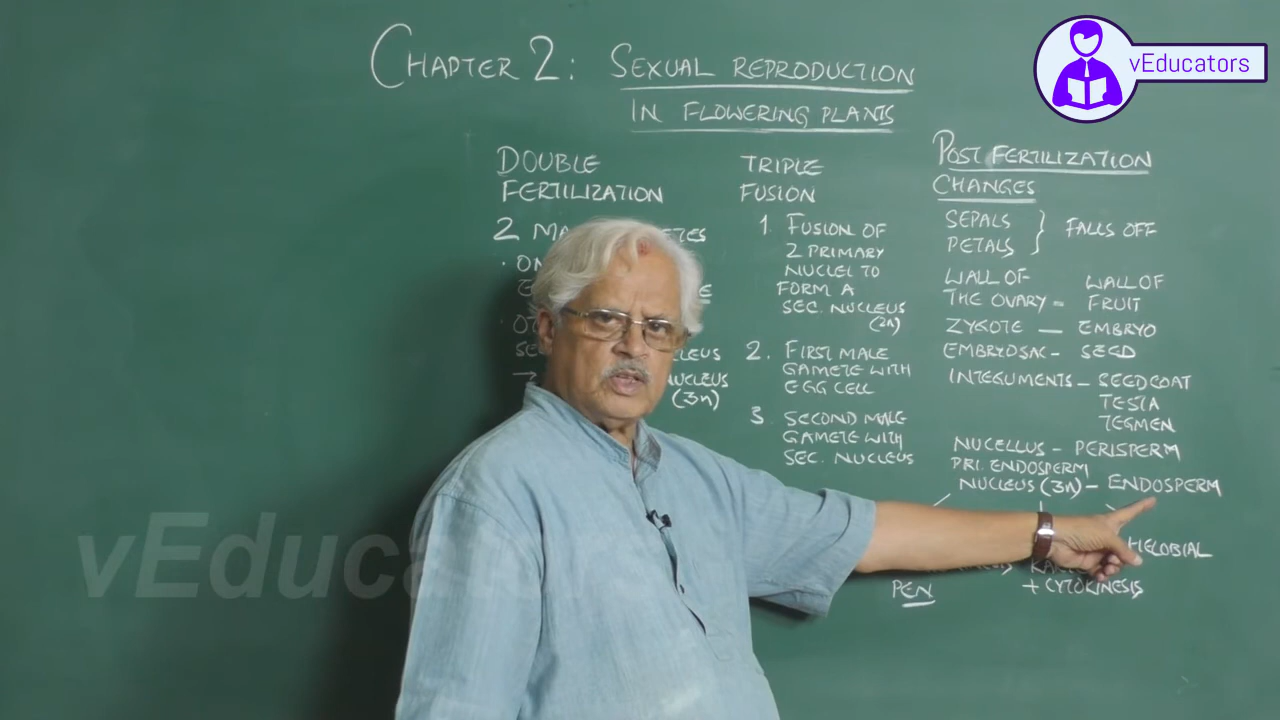 CHAPTER 2: SEXUAL REPRODUCTION
IN FLOWERING PLANTS
vEducators
DOUBLE
FERTILIZATION
2
(3n)
TRIPLE
FUSION
1. FUSION OF
2 PRIMARY
NUCLEI TO
FORM A
SEC. NUCLEUS
(2n)
2. FIRST MALE
GAMETE WITH
EGG CELL
3. SECOND MALE
GAMETE WITH
SEC. NUCLEUS
POST FERTILIZATION
CHANGES
SEPALS
PETALS } FALLS OFF
WALL OF WALL OF
THE OVARY = FRUIT
ZYGOTE — EMBRYO
EMBRYOSAC - SEED
INTEGUMENTS - SEEDCOAT
TESTA
TEGMEN
NUCELLUS - PERISPERM
PRI. ENDOSPERM
NUCLEUS (3n) - ENDOSPERM
HELOBIAL
PEN
+ CYTOKINESIS
vEduca